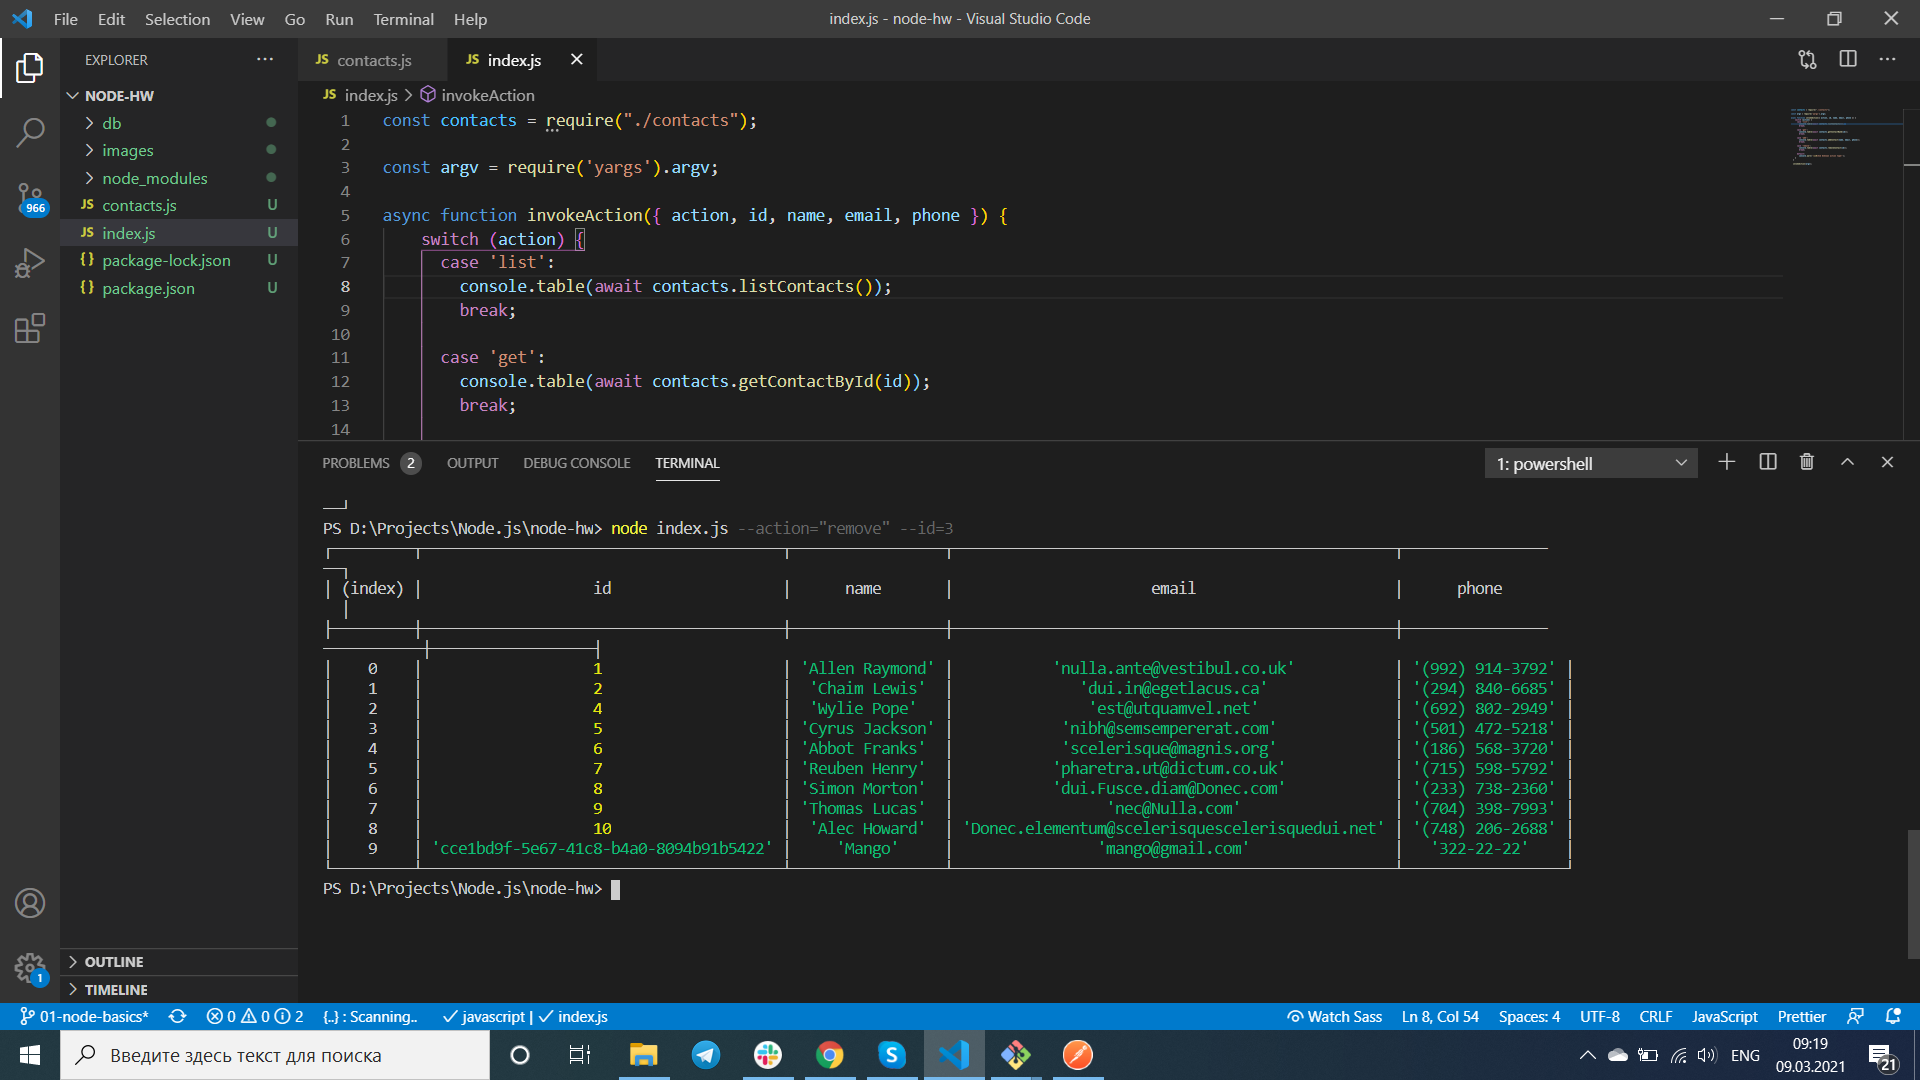 File Edit Selection View Go Run Terminal Help
index.js - node-hw - Visual Studio Code
EXPLORER
NODE-HW
db
images
node_modules
JS contacts.js U
JS index.js U
{} package-lock.json U
{} package.json U
966
OUTLINE
TIMELINE
1
JS contacts.js
JS index.js
JS index.js > invokeAction
1 const contacts = require("./contacts");
2
3 const argv = require('yargs').argv;
4
5 async function invokeAction({ action, id, name, email, phone }) {
6 switch (action) {
7 case 'list':
8 console.table(await contacts.listContacts());
9 break;
10
11 case 'get':
12 console.table(await contacts.getContactById(id));
13 break;
14
PROBLEMS 2 OUTPUT DEBUG CONSOLE TERMINAL
1: powershell
PS D:\Projects\Node.js\node-hw> node index.js --action="remove" --id=3
(index) id name email phone
0 1 'Allen Raymond' 'nulla.ante@vestibul.co.uk' '(992) 914-3792'
1 2 'Chaim Lewis' 'dui.in@egetlacus.ca' '(294) 840-6685'
2 4 'Wylie Pope' 'est@utquamvel.net' '(692) 802-2949'
3 5 'Cyrus Jackson' 'nibh@semsempererat.com' '(501) 472-5218'
4 6 'Abbot Franks' 'scelerisque@magnis.org' '(186) 568-3720'
5 7 'Reuben Henry' 'pharetra.ut@dictum.co.uk' '(715) 598-5792'
6 8 'Simon Morton' 'dui.Fusce.diam@Donec.com' '(233) 738-2360'
7 9 'Thomas Lucas' 'nec@Nulla.com' '(704) 398-7993'
8 10 'Alec Howard' 'Donec.elementum@scelerisquescelerisquedui.net' '(748) 206-2688'
9 'cce1bd9f-5e67-41c8-b4a0-8094b91b5422' 'Mango' 'mango@gmail.com' '322-22-22'
PS D:\Projects\Node.js\node-hw>
01-node-basics* 0 0 2 {..} : Scanning.. javascript | index.js
Watch Sass Ln 8, Col 54 Spaces: 4 UTF-8 CRLF JavaScript Prettier
Введите здесь текст для поиска
ENG
09:19
09.03.2021
21